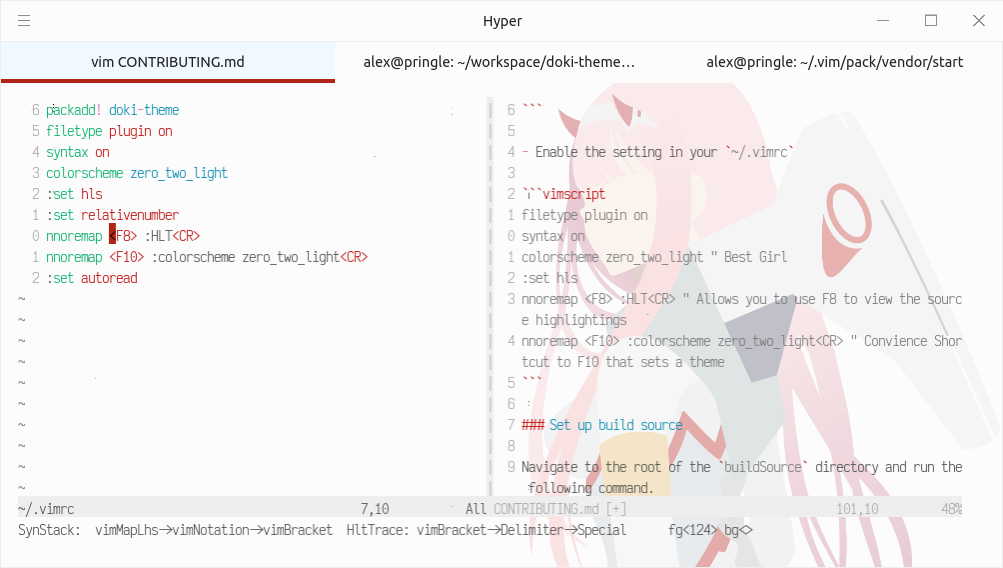 Hyper
vim CONTRIBUTING.md
alex@pringle: ~/workspace/doki-theme…
alex@pringle: ~/.vim/pack/vendor/start
6 packadd! doki-theme
5 filetype plugin on
4 syntax on
3 colorscheme zero_two_light
2 :set hls
1 :set relativenumber
0 nnoremap <F8> :HLT<CR>
1 nnoremap <F10> :colorscheme zero_two_light<CR>
2 :set autoread
~
~
~
~
~
~
~
~
~
~
~/.vimrc 7,10 All
6 ```
5
4 - Enable the setting in your `~/.vimrc`
3
2 ```vimscript
1 filetype plugin on
0 syntax on
1 colorscheme zero_two_light " Best Girl
2 :set hls
3 nnoremap <F8> :HLT<CR> " Allows you to use F8 to view the sourc
e highlightings
4 nnoremap <F10> :colorscheme zero_two_light<CR> " Convience Shor
tcut to F10 that sets a theme
5 ```
6
7 ### Set up build source
8
9 Navigate to the root of the `buildSource` directory and run the
following command.
CONTRIBUTING.md [+] 101,10 48%
SynStack: vimMapLhs->vimNotation->vimBracket HltTrace: vimBracket->Delimiter->Special fg<124> bg<>